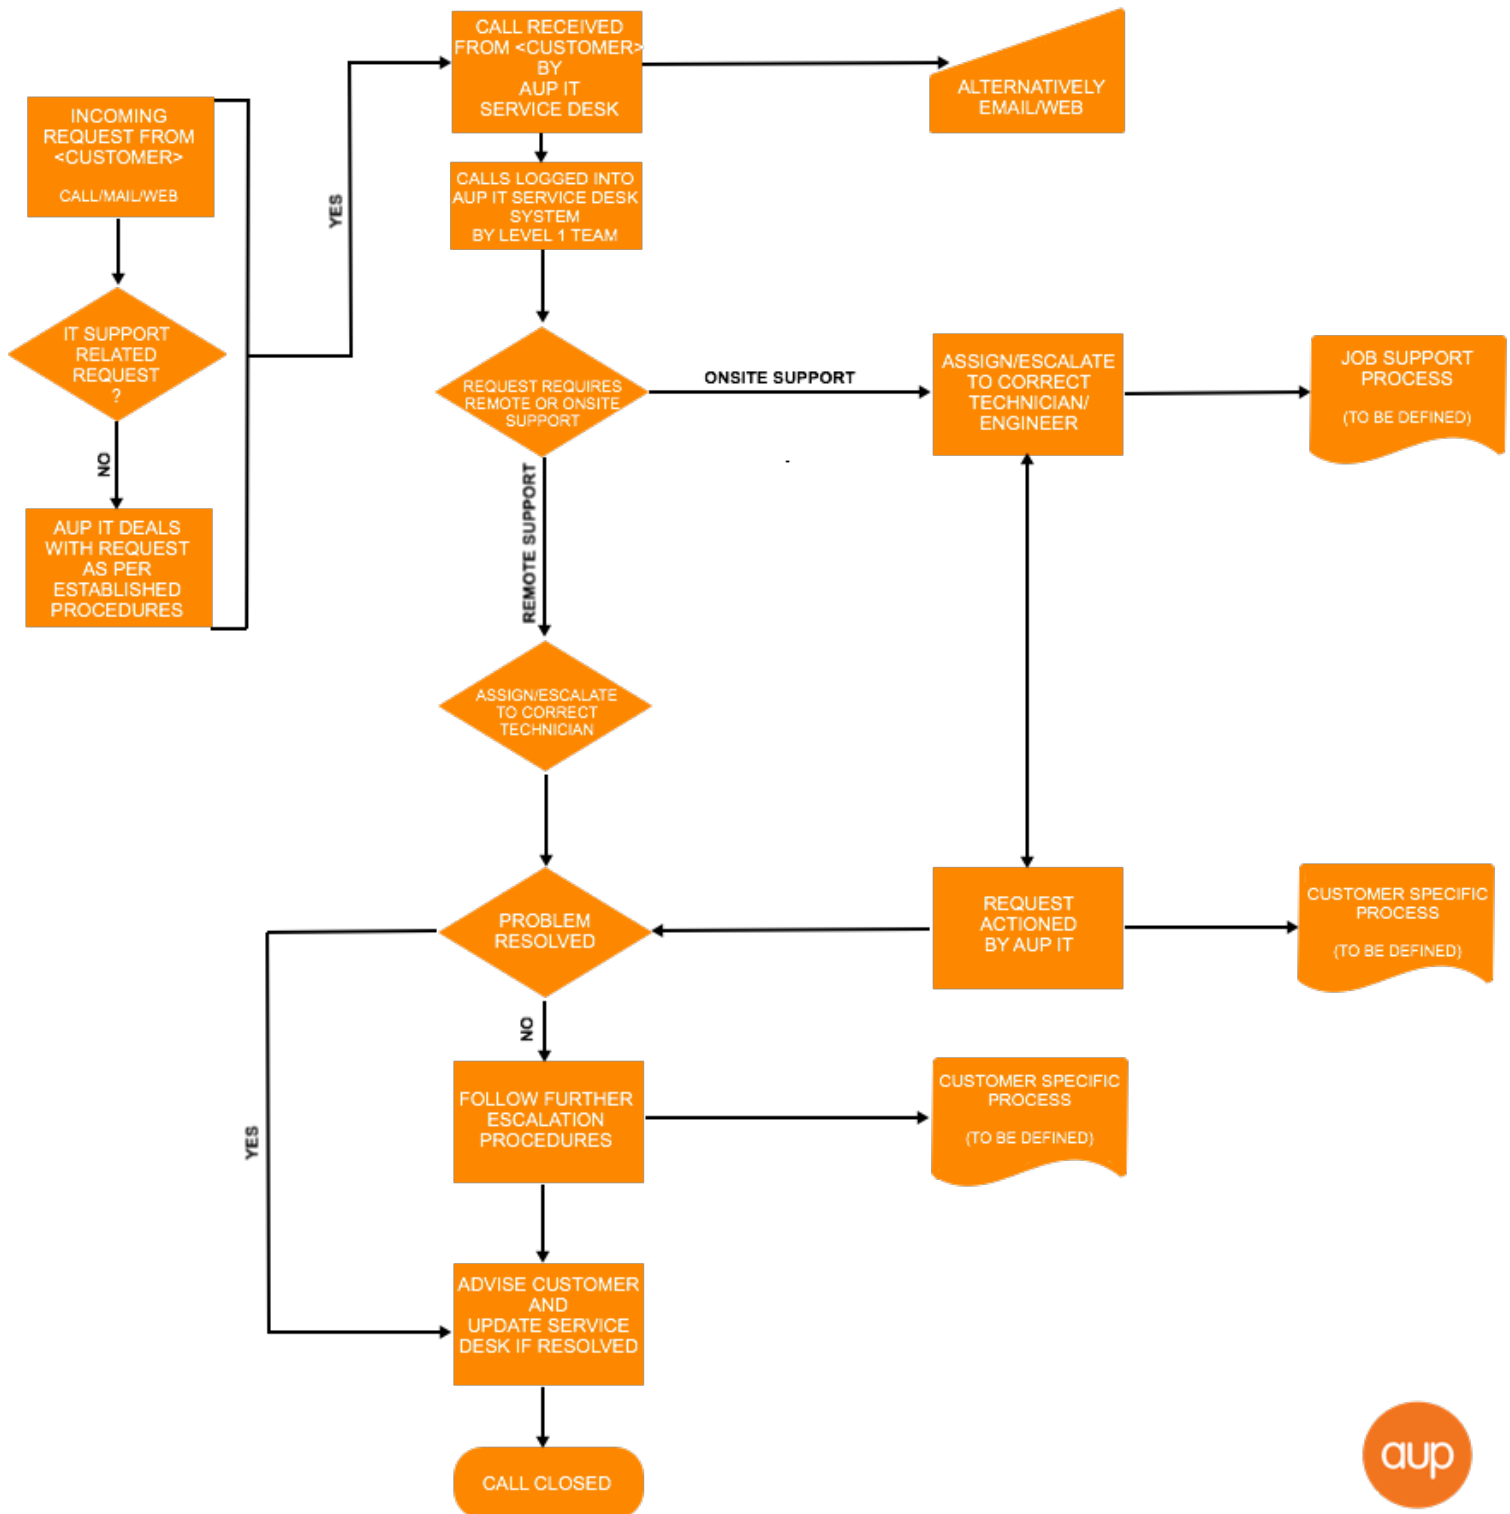 CALL RECEIVED
FROM <CUSTOMER>
BY
AUP IT
SERVICE DESK
ALTERNATIVELY
EMAIL/WEB
INCOMING
REQUEST FROM
<CUSTOMER>
CALL/MAIL/WEB
YES
CALLS LOGGED INTO
AUP IT SERVICE DESK
SYSTEM
BY LEVEL 1 TEAM
IT SUPPORT
RELATED
REQUEST
?
NO
AUP IT DEALS
WITH REQUEST
AS PER
ESTABLISHED
PROCEDURES
REQUEST REQUIRES
REMOTE OR ONSITE
SUPPORT
ONSITE SUPPORT
ASSIGN/ESCALATE
TO CORRECT
TECHNICIAN/
ENGINEER
JOB SUPPORT
PROCESS
(TO BE DEFINED)
-
REMOTE SUPPORT
ASSIGN/ESCALATE
TO CORRECT
TECHNICIAN
PROBLEM
RESOLVED
REQUEST
ACTIONED
BY AUP IT
CUSTOMER SPECIFIC
PROCESS
(TO BE DEFINED)
NO
YES
FOLLOW FURTHER
ESCALATION
PROCEDURES
CUSTOMER SPECIFIC
PROCESS
(TO BE DEFINED)
ADVISE CUSTOMER
AND
UPDATE SERVICE
DESK IF RESOLVED
CALL CLOSED
aup